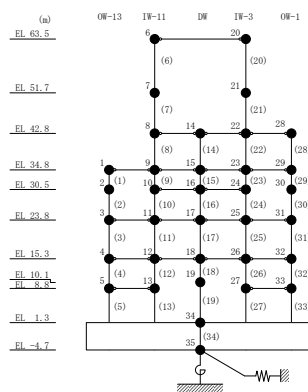 (m) OW-13 IW-11 DW IW-3 OW-1
EL 63.5 6 20
(6) (20)
EL 51.7 7 21
(7) (21)
EL 42.8 8 14 22 28
(8) (14) (22) (28)
EL 34.8 1 9 15 23 29
(1) (9) (15) (23) (29)
EL 30.5 2 10 16 24 30
(2) (10) (16) (24) (30)
EL 23.8 3 11 17 25 31
(3) (11) (17) (25) (31)
EL 15.3 4 12 18 26 32
(4) (12) (18) (26) (32)
EL 10.1 19
EL 8.8 5 13 27 33
(5) (13) (19) (27) (33)
EL 1.3 34
(34)
EL -4.7 35